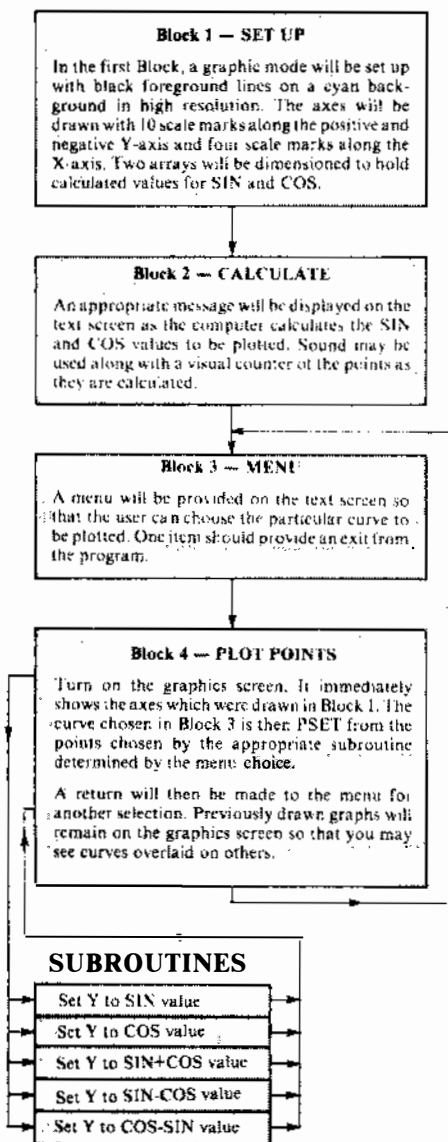 Block 1 — SET UP
In the first Block, a graphic mode will be set up
with black foreground lines on a cyan back-
ground in high resolution. The axes will be
drawn with 10 scale marks along the positive and
negative Y-axis and four scale marks along the
X-axis. Two arrays will be dimensioned to hold
calculated values for SIN and COS.
Block 2 — CALCULATE
An appropriate message will be displayed on the
text screen as the computer calculates the SIN
and COS values to be plotted. Sound may be
used along with a visual counter of the points as
they are calculated.
Block 3 — MENU
A menu will be provided on the text screen so
that the user can choose the particular curve to
be plotted. One item should provide an exit from
the program.
Block 4 — PLOT POINTS
Turn on the graphics screen. It immediately
shows the axes which were drawn in Block 1. The
curve chosen in Block 3 is then PSET from the
points chosen by the appropriate subroutine
determined by the menu choice.
A return will then be made to the menu for
another selection. Previously drawn graphs will
remain on the graphics screen so that you may
see curves overlaid on others.
SUBROUTINES
Set Y to SIN value
Set Y to COS value
Set Y to SIN+COS value
Set Y to SIN-COS value
Set Y to COS-SIN value